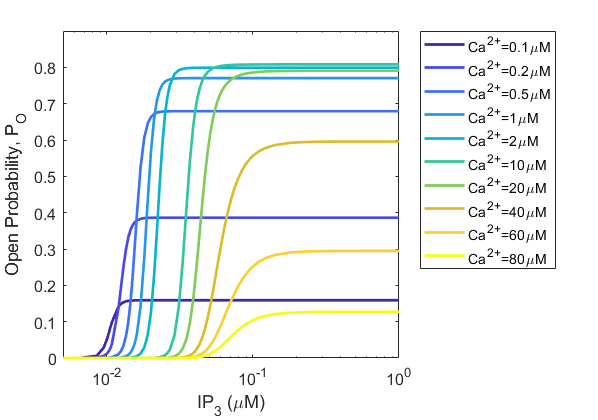 Open Probability, P_O
0.8
0.7
0.6
0.5
0.4
0.3
0.2
0.1
0
10^-2
10^-1
10^0
IP_3 (μM)
Ca^2+=0.1μM
Ca^2+=0.2μM
Ca^2+=0.5μM
Ca^2+=1μM
Ca^2+=2μM
Ca^2+=10μM
Ca^2+=20μM
Ca^2+=40μM
Ca^2+=60μM
Ca^2+=80μM